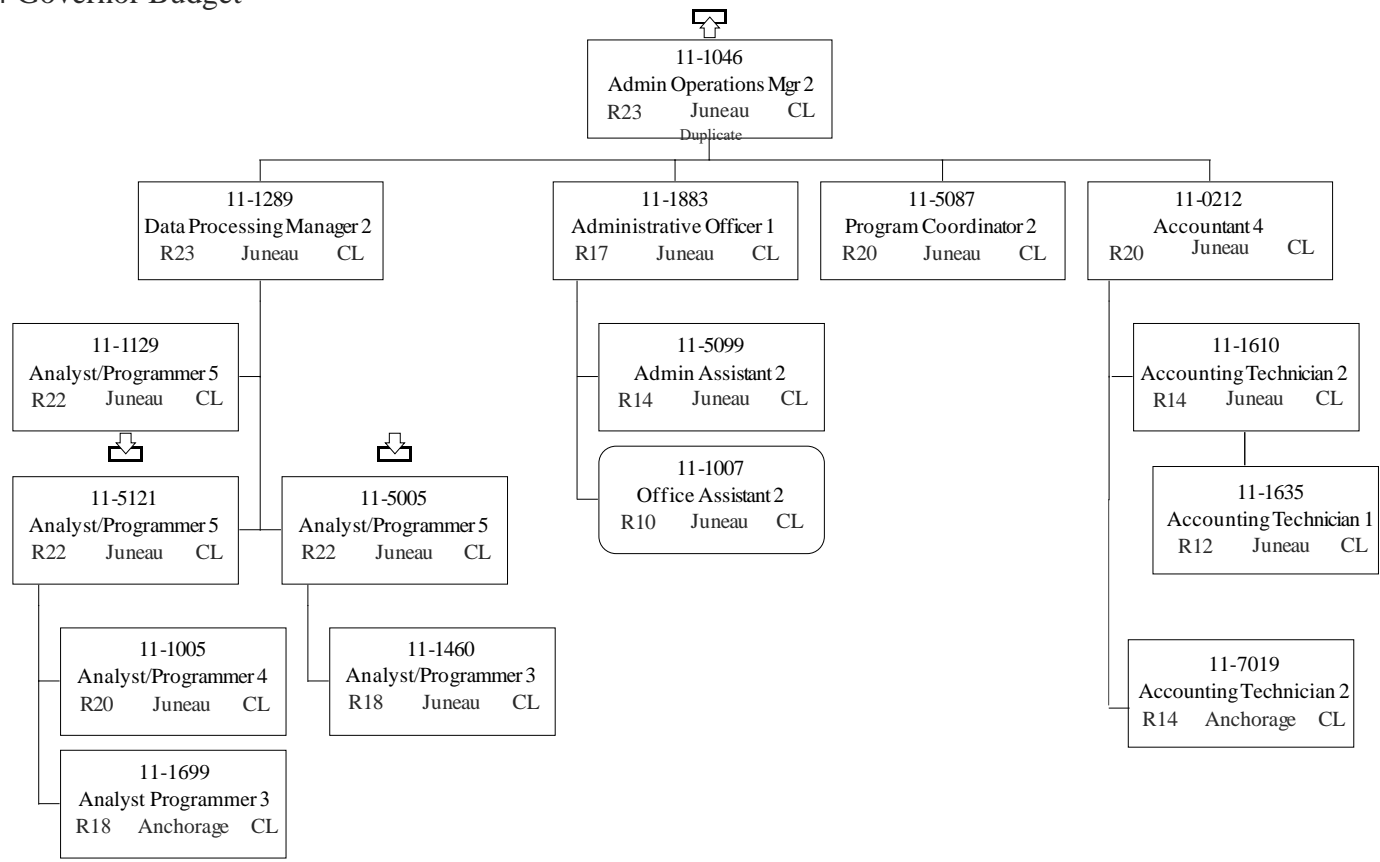 Governor Budget
11-1046
Admin Operations Mgr 2
R23 Juneau CL
Duplicate
11-1289
Data Processing Manager 2
R23 Juneau CL
11-1883
Administrative Officer 1
R17 Juneau CL
11-5087
Program Coordinator 2
R20 Juneau CL
11-0212
Accountant 4
R20 Juneau CL
11-1129
Analyst/Programmer 5
R22 Juneau CL
11-5099
Admin Assistant 2
R14 Juneau CL
11-1610
Accounting Technician 2
R14 Juneau CL
11-5121
Analyst/Programmer 5
R22 Juneau CL
11-5005
Analyst/Programmer 5
R22 Juneau CL
11-1007
Office Assistant 2
R10 Juneau CL
11-1635
Accounting Technician 1
R12 Juneau CL
11-1005
Analyst/Programmer 4
R20 Juneau CL
11-1460
Analyst/Programmer 3
R18 Juneau CL
11-7019
Accounting Technician 2
R14 Anchorage CL
11-1699
Analyst Programmer 3
R18 Anchorage CL